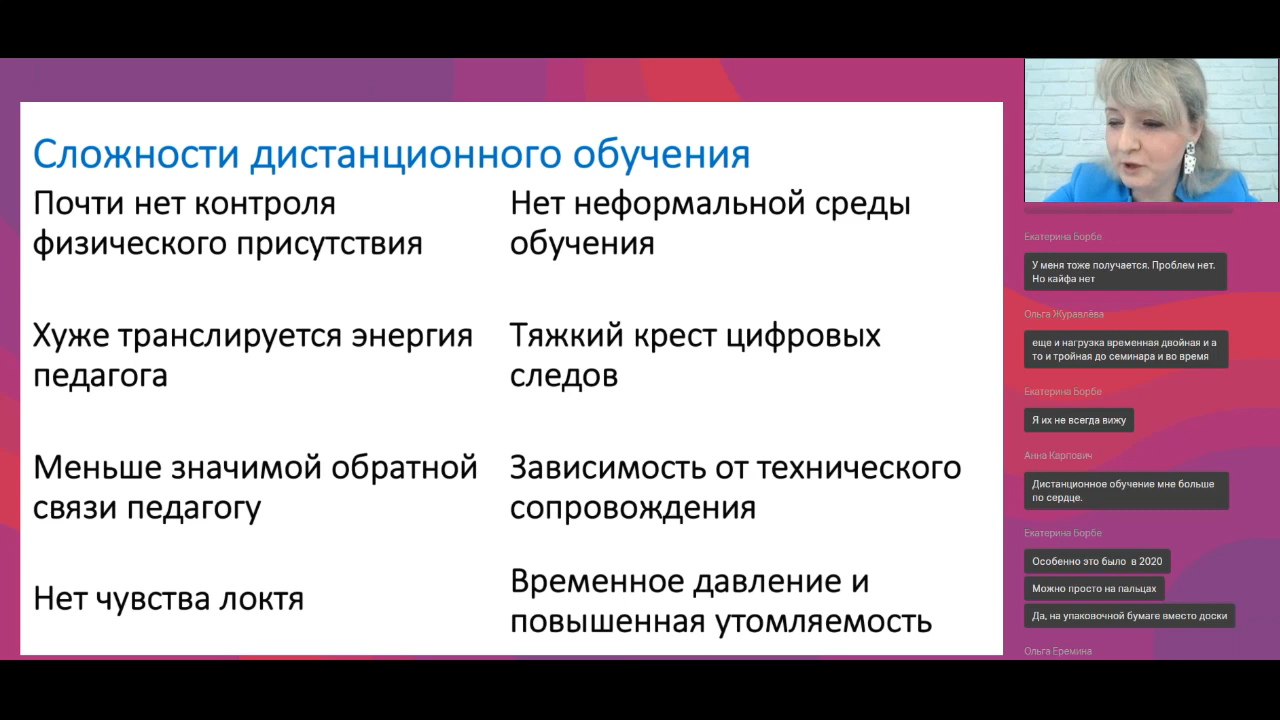 Сложности дистанционного обучения
Почти нет контроля
физического присутствия
Нет неформальной среды
обучения
Хуже транслируется энергия
педагога
Тяжкий крест цифровых
следов
Меньше значимой обратной
связи педагогу
Зависимость от технического
сопровождения
Нет чувства локтя
Временное давление и
повышенная утомляемость
Екатерина Борбе
У меня тоже получается. Проблем нет.
Но кайфа нет
Ольга Журавлёва
еще и нагрузка временная двойная и а
то и тройная до семинара и во время
Екатерина Борбе
Я их не всегда вижу
Анна Карпович
Дистанционное обучение мне больше
по сердце.
Екатерина Борбе
Особенно это было в 2020
Можно просто на пальцах
Да, на упаковочной бумаге вместо доски
Ольга Еремина